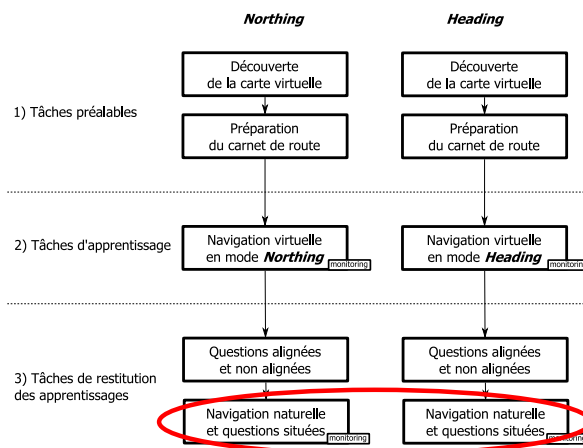 Northing
Heading
Découverte
de la carte virtuelle
Découverte
de la carte virtuelle
1) Tâches préalables
Préparation
du carnet de route
Préparation
du carnet de route
2) Tâches d'apprentissage
Navigation virtuelle
en mode Northing
monitoring
Navigation virtuelle
en mode Heading
monitoring
3) Tâches de restitution
des apprentissages
Questions alignées
et non alignées
Questions alignées
et non alignées
Navigation naturelle
et questions situées
monitoring
Navigation naturelle
et questions situées
monitoring